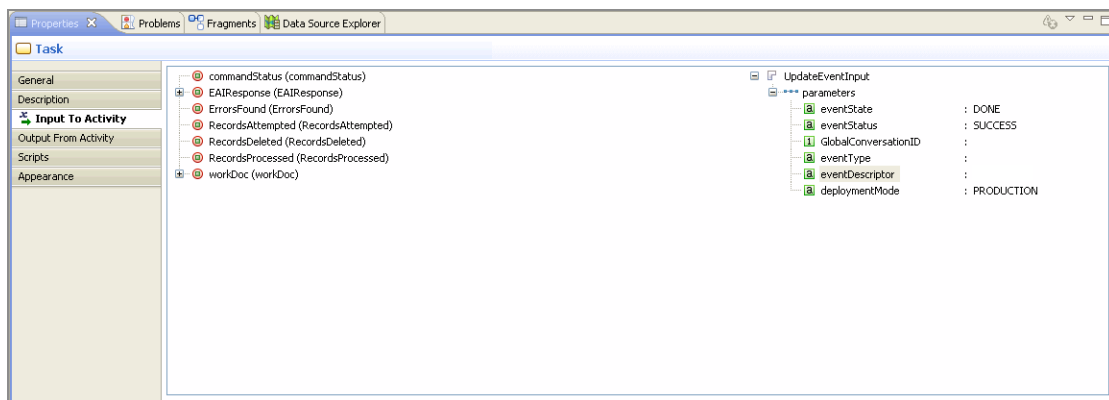 Properties Problems Fragments Data Source Explorer
Task
General
Description
Input To Activity
Output From Activity
Scripts
Appearance
commandStatus (commandStatus)
EAIResponse (EAIResponse)
ErrorsFound (ErrorsFound)
RecordsAttempted (RecordsAttempted)
RecordsDeleted (RecordsDeleted)
RecordsProcessed (RecordsProcessed)
workDoc (workDoc)
UpdateEventInput
parameters
eventState : DONE
eventStatus : SUCCESS
GlobalConversationID :
eventType :
eventDescriptor :
deploymentMode : PRODUCTION